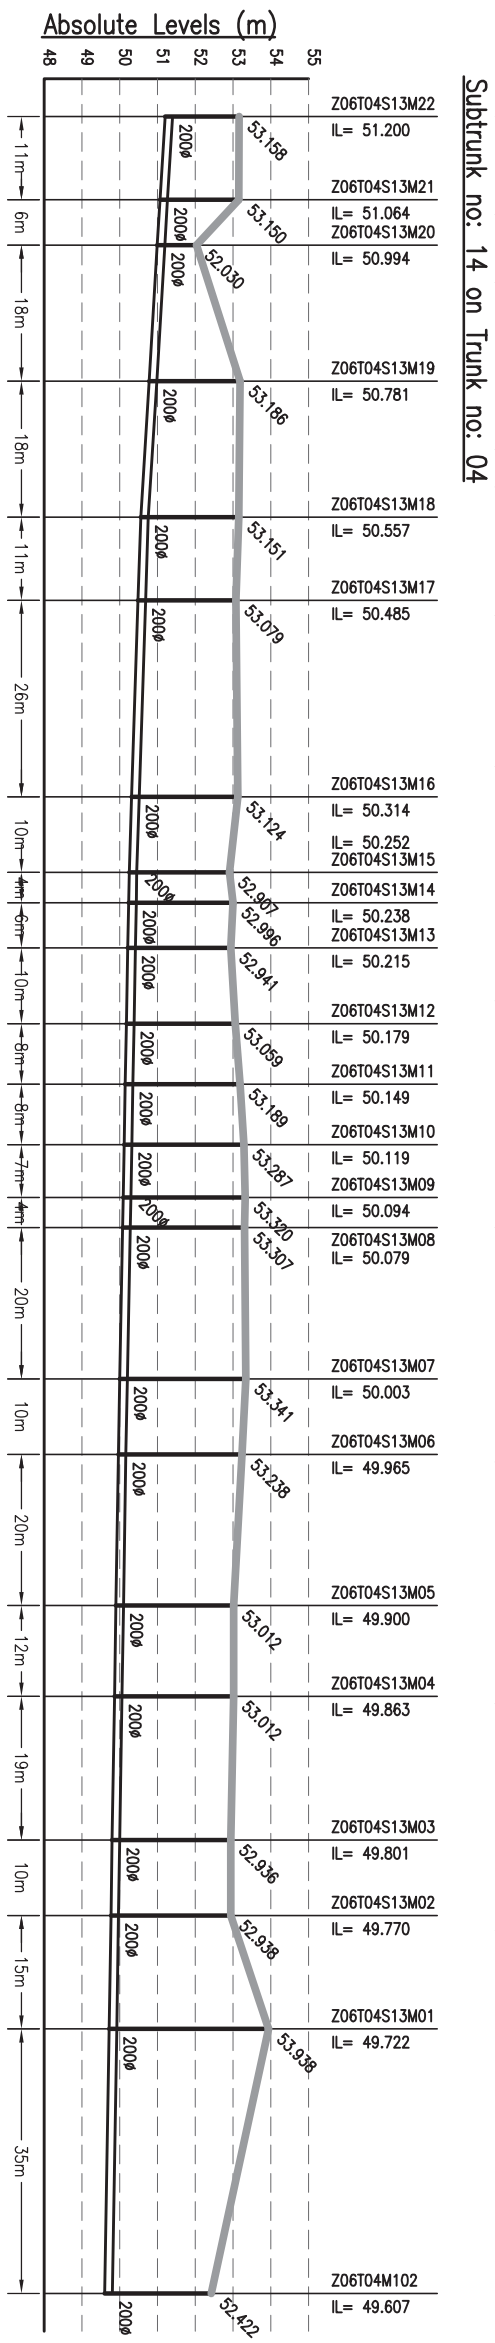 Subtrunk no: 14 on Trunk no: 04
Absolute Levels (m)
48
49
50
51
52
53
54
55
Z06T04S13M22
IL= 51.200
53.158
200ø
11m
Z06T04S13M21
IL= 51.064
53.150
200ø
6m
Z06T04S13M20
IL= 50.994
52.030
200ø
18m
Z06T04S13M19
IL= 50.781
53.186
200ø
18m
Z06T04S13M18
IL= 50.557
53.151
200ø
11m
Z06T04S13M17
IL= 50.485
53.079
200ø
26m
Z06T04S13M16
IL= 50.314
53.124
200ø
10m
IL= 50.252
Z06T04S13M15
52.907
200ø
4m
Z06T04S13M14
IL= 50.238
52.996
200ø
6m
Z06T04S13M13
IL= 50.215
52.941
200ø
10m
Z06T04S13M12
IL= 50.179
53.059
200ø
8m
Z06T04S13M11
IL= 50.149
53.189
200ø
8m
Z06T04S13M10
IL= 50.119
53.287
200ø
7m
Z06T04S13M09
IL= 50.094
53.320
200ø
4m
Z06T04S13M08
IL= 50.079
53.307
200ø
20m
Z06T04S13M07
IL= 50.003
53.341
200ø
10m
Z06T04S13M06
IL= 49.965
53.238
200ø
20m
Z06T04S13M05
IL= 49.900
53.012
200ø
12m
Z06T04S13M04
IL= 49.863
53.012
200ø
19m
Z06T04S13M03
IL= 49.801
52.936
200ø
10m
Z06T04S13M02
IL= 49.770
52.938
200ø
15m
Z06T04S13M01
IL= 49.722
53.938
200ø
35m
Z06T04M102
IL= 49.607
52.422
200ø